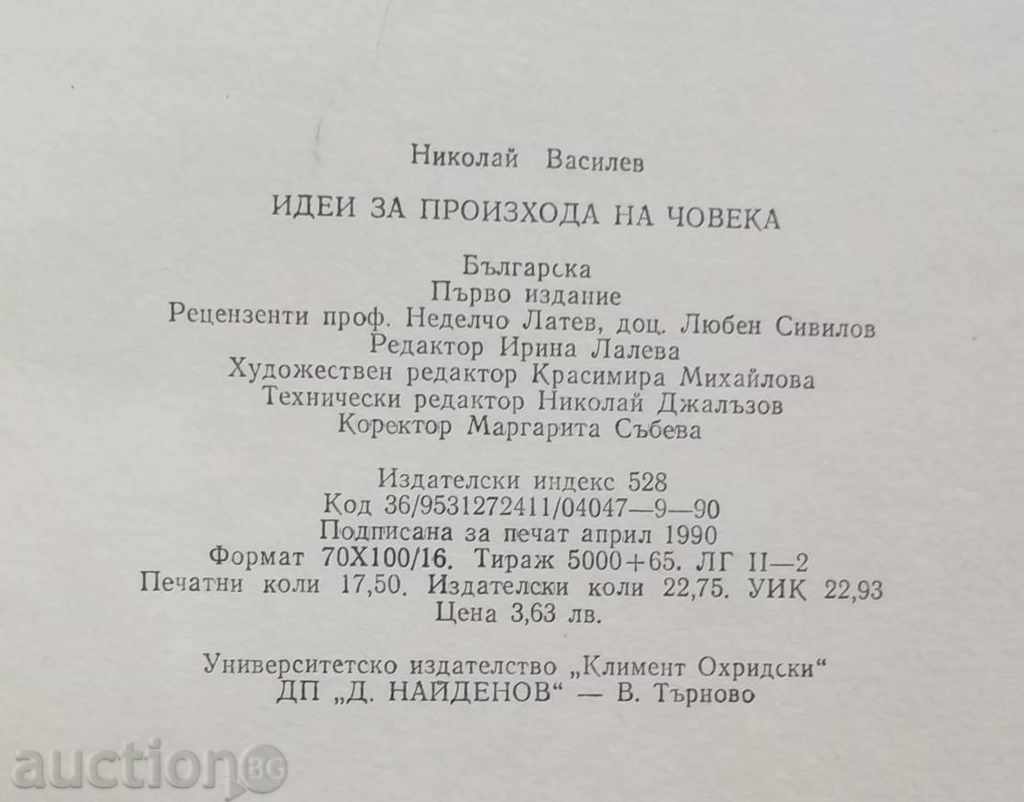 Николай Василев
ИДЕИ ЗА ПРОИЗХОДА НА ЧОВЕКА
Българска
Първо издание
Рецензенти проф. Неделчо Латев, доц. Любен Сивилов
Редактор Ирина Лалева
Художествен редактор Красимира Михайлова
Технически редактор Николай Джалъзов
Коректор Маргарита Събева
Издателски индекс 528
Код 36/9531272411/04047—9—90
Подписана за печат април 1990
Формат 70X100/16. Тираж 5000+65. ЛГ II—2
Печатни коли 17,50. Издателски коли 22,75. УИК 22,93
Цена 3,63 лв.
Университетско издателство „Климент Охридски“
ДП „Д. НАЙДЕНОВ“ — В. Търново
auction BG